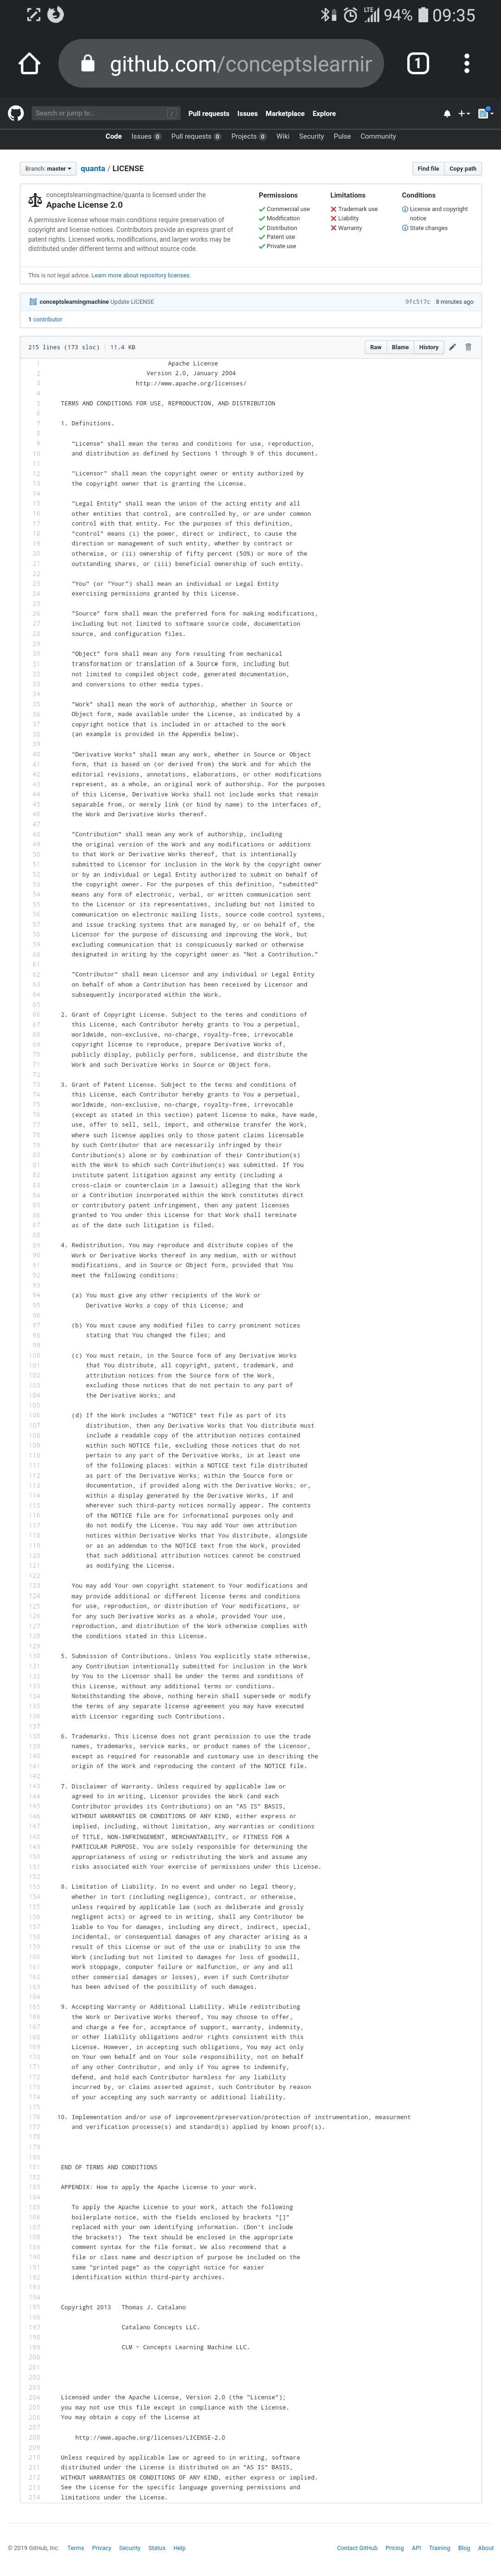 LTE 94% 09:35
github.com/conceptslearnir 1
Search or jump to... / Pull requests Issues Marketplace Explore
Code Issues 0 Pull requests 0 Projects 0 Wiki Security Pulse Community
Branch: master quanta / LICENSE Find file Copy path
conceptslearningmachine/quanta is licensed under the
Apache License 2.0
A permissive license whose main conditions require preservation of
copyright and license notices. Contributors provide an express grant of
patent rights. Licensed works, modifications, and larger works may be
distributed under different terms and without source code.
Permissions
Commercial use
Modification
Distribution
Patent use
Private use
Limitations
Trademark use
Liability
Warranty
Conditions
License and copyright
notice
State changes
This is not legal advice. Learn more about repository licenses.
conceptslearningmachine Update LICENSE 9fc517c 8 minutes ago
1 contributor
215 lines (173 sloc) 11.4 KB Raw Blame History
1 Apache License
2 Version 2.0, January 2004
3 http://www.apache.org/licenses/
4
5 TERMS AND CONDITIONS FOR USE, REPRODUCTION, AND DISTRIBUTION
6
7 1. Definitions.
8
9 "License" shall mean the terms and conditions for use, reproduction,
10 and distribution as defined by Sections 1 through 9 of this document.
11
12 "Licensor" shall mean the copyright owner or entity authorized by
13 the copyright owner that is granting the License.
14
15 "Legal Entity" shall mean the union of the acting entity and all
16 other entities that control, are controlled by, or are under common
17 control with that entity. For the purposes of this definition,
18 "control" means (i) the power, direct or indirect, to cause the
19 direction or management of such entity, whether by contract or
20 otherwise, or (ii) ownership of fifty percent (50%) or more of the
21 outstanding shares, or (iii) beneficial ownership of such entity.
22
23 "You" (or "Your") shall mean an individual or Legal Entity
24 exercising permissions granted by this License.
25
26 "Source" form shall mean the preferred form for making modifications,
27 including but not limited to software source code, documentation
28 source, and configuration files.
29
30 "Object" form shall mean any form resulting from mechanical
31 transformation or translation of a Source form, including but
32 not limited to compiled object code, generated documentation,
33 and conversions to other media types.
34
35 "Work" shall mean the work of authorship, whether in Source or
36 Object form, made available under the License, as indicated by a
37 copyright notice that is included in or attached to the work
38 (an example is provided in the Appendix below).
39
40 "Derivative Works" shall mean any work, whether in Source or Object
41 form, that is based on (or derived from) the Work and for which the
42 editorial revisions, annotations, elaborations, or other modifications
43 represent, as a whole, an original work of authorship. For the purposes
44 of this License, Derivative Works shall not include works that remain
45 separable from, or merely link (or bind by name) to the interfaces of,
46 the Work and Derivative Works thereof.
47
48 "Contribution" shall mean any work of authorship, including
49 the original version of the Work and any modifications or additions
50 to that Work or Derivative Works thereof, that is intentionally
51 submitted to Licensor for inclusion in the Work by the copyright owner
52 or by an individual or Legal Entity authorized to submit on behalf of
53 the copyright owner. For the purposes of this definition, "submitted"
54 means any form of electronic, verbal, or written communication sent
55 to the Licensor or its representatives, including but not limited to
56 communication on electronic mailing lists, source code control systems,
57 and issue tracking systems that are managed by, or on behalf of, the
58 Licensor for the purpose of discussing and improving the Work, but
59 excluding communication that is conspicuously marked or otherwise
60 designated in writing by the copyright owner as "Not a Contribution."
61
62 "Contributor" shall mean Licensor and any individual or Legal Entity
63 on behalf of whom a Contribution has been received by Licensor and
64 subsequently incorporated within the Work.
65
66 2. Grant of Copyright License. Subject to the terms and conditions of
67 this License, each Contributor hereby grants to You a perpetual,
68 worldwide, non-exclusive, no-charge, royalty-free, irrevocable
69 copyright license to reproduce, prepare Derivative Works of,
70 publicly display, publicly perform, sublicense, and distribute the
71 Work and such Derivative Works in Source or Object form.
72
73 3. Grant of Patent License. Subject to the terms and conditions of
74 this License, each Contributor hereby grants to You a perpetual,
75 worldwide, non-exclusive, no-charge, royalty-free, irrevocable
76 (except as stated in this section) patent license to make, have made,
77 use, offer to sell, sell, import, and otherwise transfer the Work,
78 where such license applies only to those patent claims licensable
79 by such Contributor that are necessarily infringed by their
80 Contribution(s) alone or by combination of their Contribution(s)
81 with the Work to which such Contribution(s) was submitted. If You
82 institute patent litigation against any entity (including a
83 cross-claim or counterclaim in a lawsuit) alleging that the Work
84 or a Contribution incorporated within the Work constitutes direct
85 or contributory patent infringement, then any patent licenses
86 granted to You under this License for that Work shall terminate
87 as of the date such litigation is filed.
88
89 4. Redistribution. You may reproduce and distribute copies of the
90 Work or Derivative Works thereof in any medium, with or without
91 modifications, and in Source or Object form, provided that You
92 meet the following conditions:
93
94 (a) You must give any other recipients of the Work or
95 Derivative Works a copy of this License; and
96
97 (b) You must cause any modified files to carry prominent notices
98 stating that You changed the files; and
99
100 (c) You must retain, in the Source form of any Derivative Works
101 that You distribute, all copyright, patent, trademark, and
102 attribution notices from the Source form of the Work,
103 excluding those notices that do not pertain to any part of
104 the Derivative Works; and
105
106 (d) If the Work includes a "NOTICE" text file as part of its
107 distribution, then any Derivative Works that You distribute must
108 include a readable copy of the attribution notices contained
109 within such NOTICE file, excluding those notices that do not
110 pertain to any part of the Derivative Works, in at least one
111 of the following places: within a NOTICE text file distributed
112 as part of the Derivative Works; within the Source form or
113 documentation, if provided along with the Derivative Works; or,
114 within a display generated by the Derivative Works, if and
115 wherever such third-party notices normally appear. The contents
116 of the NOTICE file are for informational purposes only and
117 do not modify the License. You may add Your own attribution
118 notices within Derivative Works that You distribute, alongside
119 or as an addendum to the NOTICE text from the Work, provided
120 that such additional attribution notices cannot be construed
121 as modifying the License.
122
123 You may add Your own copyright statement to Your modifications and
124 may provide additional or different license terms and conditions
125 for use, reproduction, or distribution of Your modifications, or
126 for any such Derivative Works as a whole, provided Your use,
127 reproduction, and distribution of the Work otherwise complies with
128 the conditions stated in this License.
129
130 5. Submission of Contributions. Unless You explicitly state otherwise,
131 any Contribution intentionally submitted for inclusion in the Work
132 by You to the Licensor shall be under the terms and conditions of
133 this License, without any additional terms or conditions.
134 Notwithstanding the above, nothing herein shall supersede or modify
135 the terms of any separate license agreement you may have executed
136 with Licensor regarding such Contributions.
137
138 6. Trademarks. This License does not grant permission to use the trade
139 names, trademarks, service marks, or product names of the Licensor,
140 except as required for reasonable and customary use in describing the
141 origin of the Work and reproducing the content of the NOTICE file.
142
143 7. Disclaimer of Warranty. Unless required by applicable law or
144 agreed to in writing, Licensor provides the Work (and each
145 Contributor provides its Contributions) on an "AS IS" BASIS,
146 WITHOUT WARRANTIES OR CONDITIONS OF ANY KIND, either express or
147 implied, including, without limitation, any warranties or conditions
148 of TITLE, NON-INFRINGEMENT, MERCHANTABILITY, or FITNESS FOR A
149 PARTICULAR PURPOSE. You are solely responsible for determining the
150 appropriateness of using or redistributing the Work and assume any
151 risks associated with Your exercise of permissions under this License.
152
153 8. Limitation of Liability. In no event and under no legal theory,
154 whether in tort (including negligence), contract, or otherwise,
155 unless required by applicable law (such as deliberate and grossly
156 negligent acts) or agreed to in writing, shall any Contributor be
157 liable to You for damages, including any direct, indirect, special,
158 incidental, or consequential damages of any character arising as a
159 result of this License or out of the use or inability to use the
160 Work (including but not limited to damages for loss of goodwill,
161 work stoppage, computer failure or malfunction, or any and all
162 other commercial damages or losses), even if such Contributor
163 has been advised of the possibility of such damages.
164
165 9. Accepting Warranty or Additional Liability. While redistributing
166 the Work or Derivative Works thereof, You may choose to offer,
167 and charge a fee for, acceptance of support, warranty, indemnity,
168 or other liability obligations and/or rights consistent with this
169 License. However, in accepting such obligations, You may act only
170 on Your own behalf and on Your sole responsibility, not on behalf
171 of any other Contributor, and only if You agree to indemnify,
172 defend, and hold each Contributor harmless for any liability
173 incurred by, or claims asserted against, such Contributor by reason
174 of your accepting any such warranty or additional liability.
175
176 10. Implementation and/or use of improvement/preservation/protection of instrumentation, measurment
177 and verification processe(s) and standard(s) applied by known proof(s).
178
179
180
181 END OF TERMS AND CONDITIONS
182
183 APPENDIX: How to apply the Apache License to your work.
184
185 To apply the Apache License to your work, attach the following
186 boilerplate notice, with the fields enclosed by brackets "[]"
187 replaced with your own identifying information. (Don't include
188 the brackets!) The text should be enclosed in the appropriate
189 comment syntax for the file format. We also recommend that a
190 file or class name and description of purpose be included on the
191 same "printed page" as the copyright notice for easier
192 identification within third-party archives.
193
194
195 Copyright 2013 Thomas J. Catalano
196
197 Catalano Concepts LLC.
198
199 CLM ~ Concepts Learning Machine LLC.
200
201
202
203
204 Licensed under the Apache License, Version 2.0 (the "License");
205 you may not use this file except in compliance with the License.
206 You may obtain a copy of the License at
207
208 http://www.apache.org/licenses/LICENSE-2.0
209
210 Unless required by applicable law or agreed to in writing, software
211 distributed under the License is distributed on an "AS IS" BASIS,
212 WITHOUT WARRANTIES OR CONDITIONS OF ANY KIND, either express or implied.
213 See the License for the specific language governing permissions and
214 limitations under the License.
© 2019 GitHub, Inc. Terms Privacy Security Status Help Contact GitHub Pricing API Training Blog About